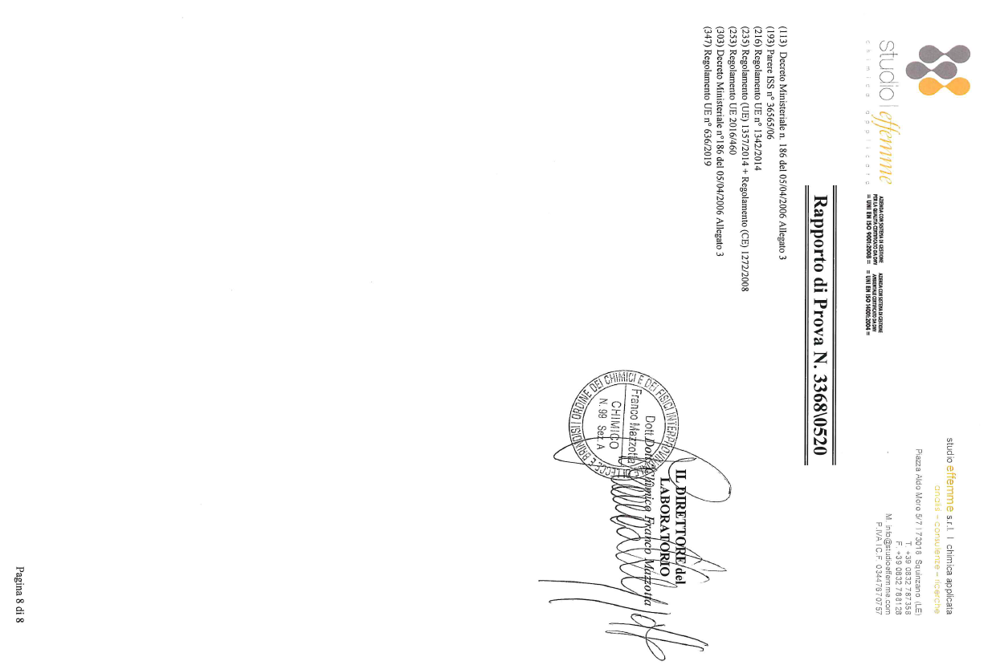 studio effemme
chimica applicata
AZIENDA CON SISTEMA DI GESTIONE
PER LA QUALITÀ CERTIFICATO DA DNV
= UNI EN ISO 9001:2008 =
AZIENDA CON SISTEMA DI GESTIONE
AMBIENTALE CERTIFICATO DA DNV
= UNI EN ISO 14001:2004 =
studio effemme s.r.l. | chimica applicata
analisi – consulenze – ricerche
Piazza Aldo Moro 5/7 | 73018 Squinzano (LE)
T. +39 0832 787358
F. +39 0832 788128
M. info@studioeffemme.com
P.IVA | C.F. 03447670757
Rapporto di Prova N. 3368\0520
(113) Decreto Ministeriale n. 186 del 05/04/2006 Allegato 3
(193) Parere ISS n° 36565/06
(216) Regolamento UE n° 1342/2014
(235) Regolamento (UE) 1357/2014 + Regolamento (CE) 1272/2008
(253) Regolamento UE 2016/460
(303) Decreto Ministeriale n°186 del 05/04/2006 Allegato 3
(347) Regolamento UE n° 636/2019
IL DIRETTORE del
LABORATORIO
Chimico Franco Mazzotta
ORDINE DEI CHIMICI E DEI FISICI
LECCE E BRINDISI
Dott.
Franco Mazzotta
CHIMICO
N. 99 Sez. A
Pagina 8 di 8